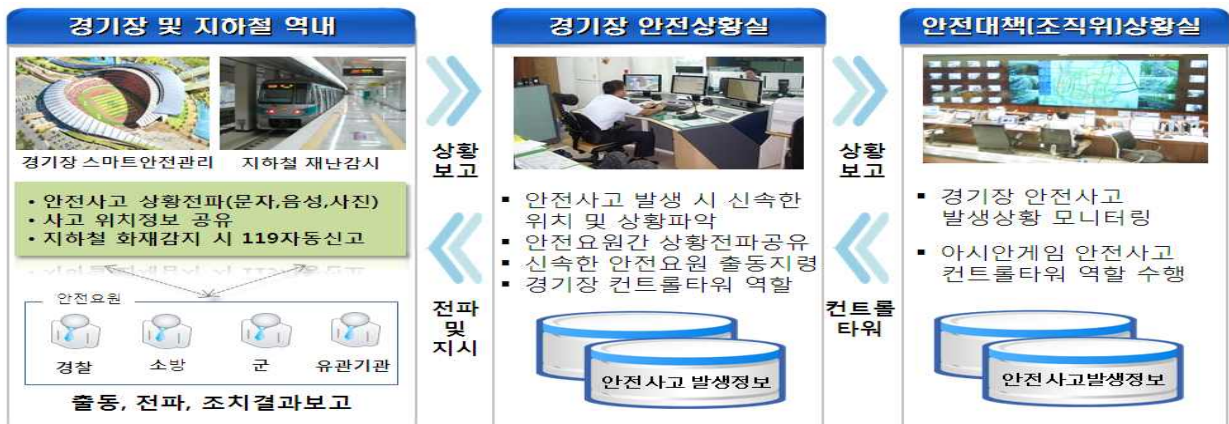 경기장 및 지하철 역내
경기장 스마트안전관리
지하철 재난감시
• 안전사고 상황전파(문자,음성,사진)
• 사고 위치정보 공유
• 지하철 화재감지 시 119자동신고
안전요원
경찰
소방
군
유관기관
출동, 전파, 조치결과보고
상황
보고
전파
및
지시
경기장 안전상황실
▪ 안전사고 발생 시 신속한
위치 및 상황파악
▪ 안전요원간 상황전파공유
▪ 신속한 안전요원 출동지령
▪ 경기장 컨트롤타워 역할
안전사고 발생정보
상황
보고
컨트롤
타워
안전대책(조직위)상황실
▪ 경기장 안전사고
발생상황 모니터링
▪ 아시안게임 안전사고
컨트롤타워 역할 수행
안전사고발생정보